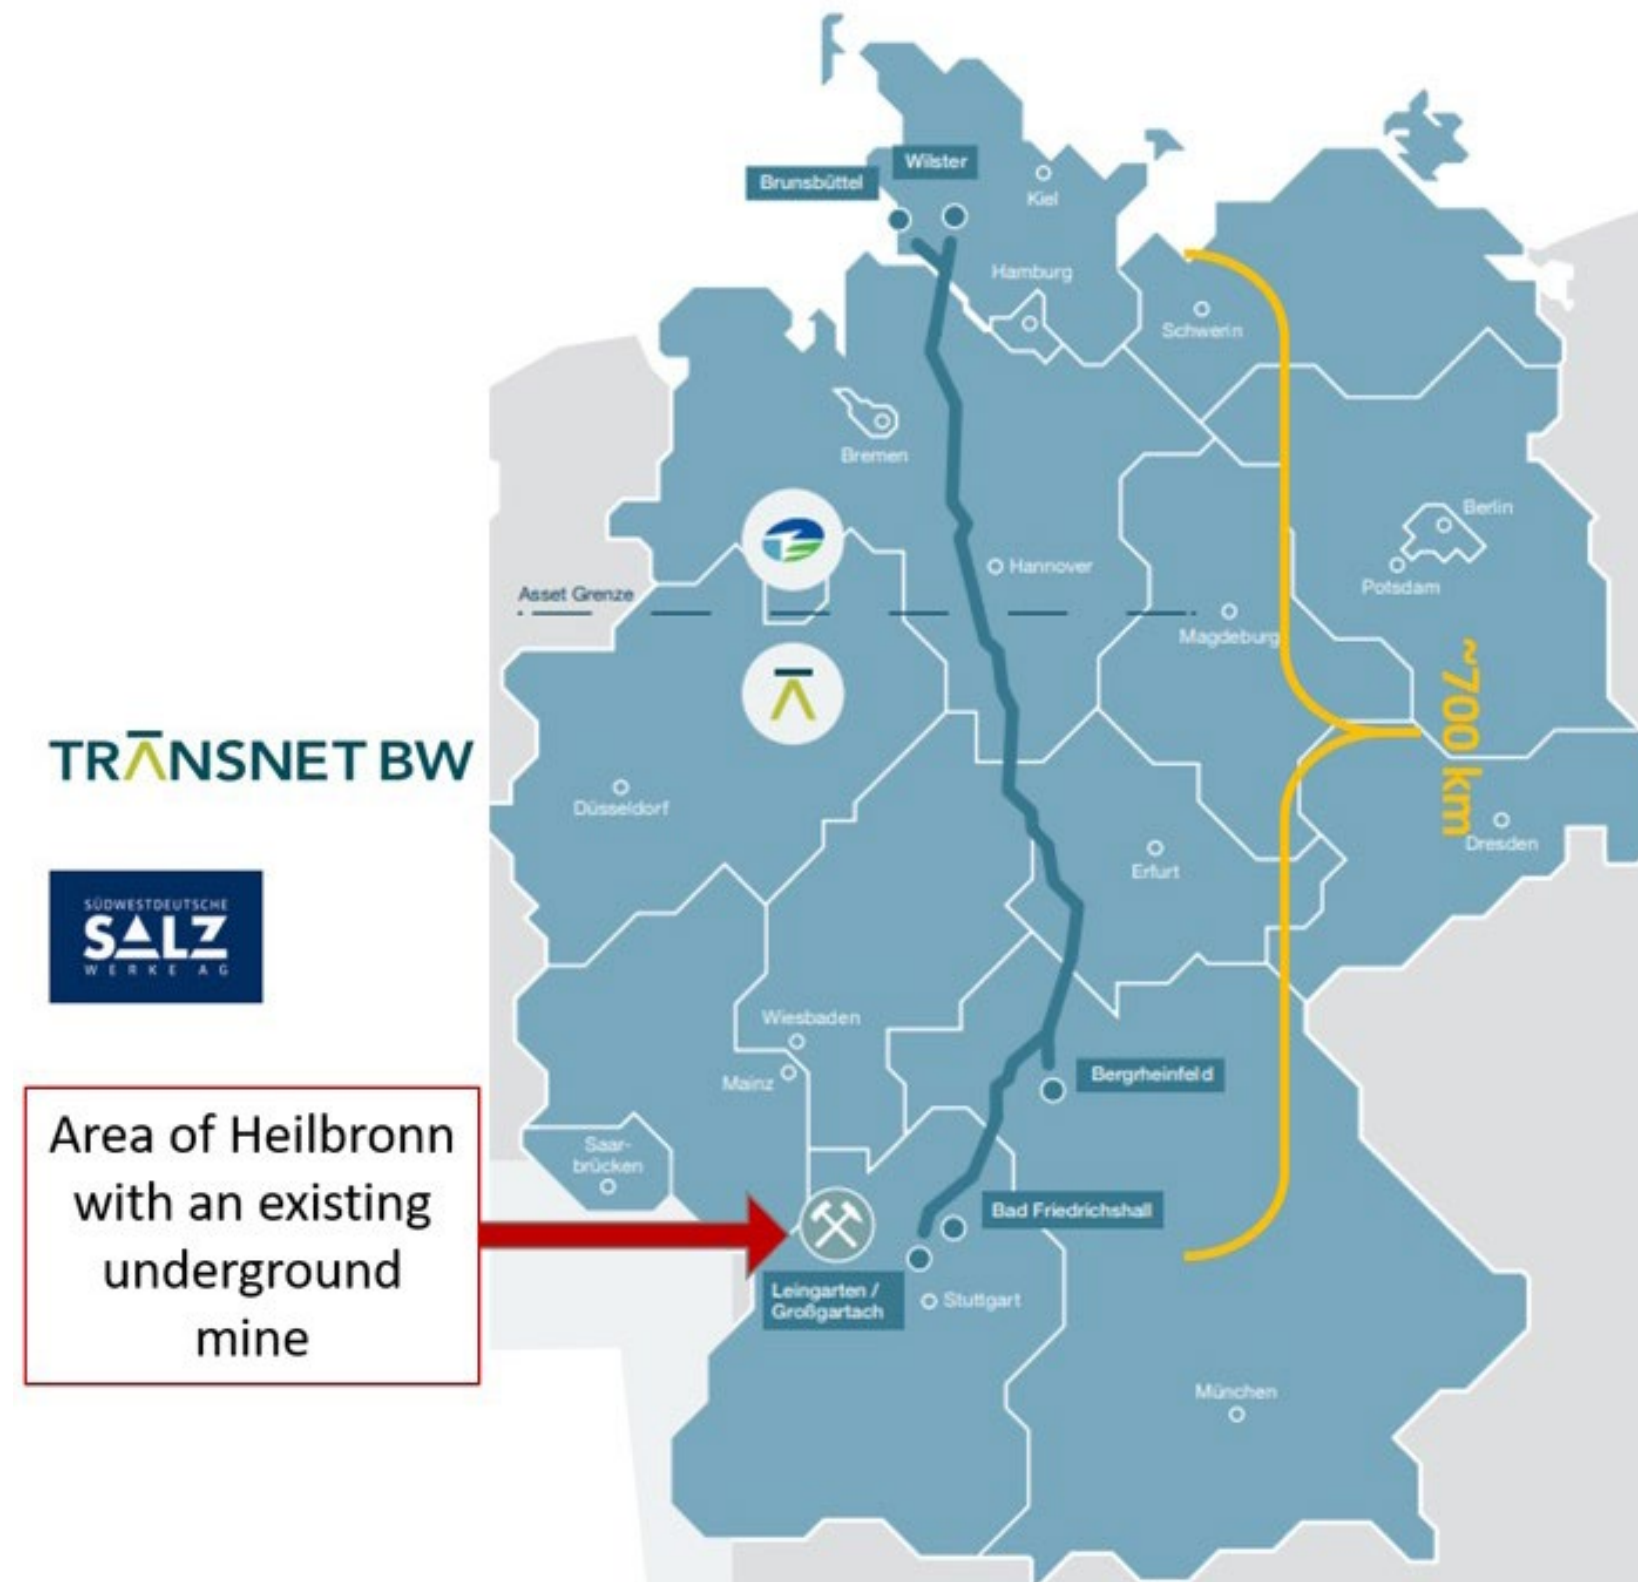 Wilster
Brunsbüttel
Kiel
Hamburg
Schwerin
Bremen
Berlin
Hannover
Potsdam
Asset Grenze
Magdeburg
~700 km
TRANSNET BW
Düsseldorf
Dresden
Erfurt
SÜDWESTDEUTSCHE
SALZ
WERKE AG
Wiesbaden
Mainz
Bergrheinfeld
Area of Heilbronn
with an existing
underground
mine
Saar-
brücken
Bad Friedrichshall
Leingarten /
Großgartach
Stuttgart
München